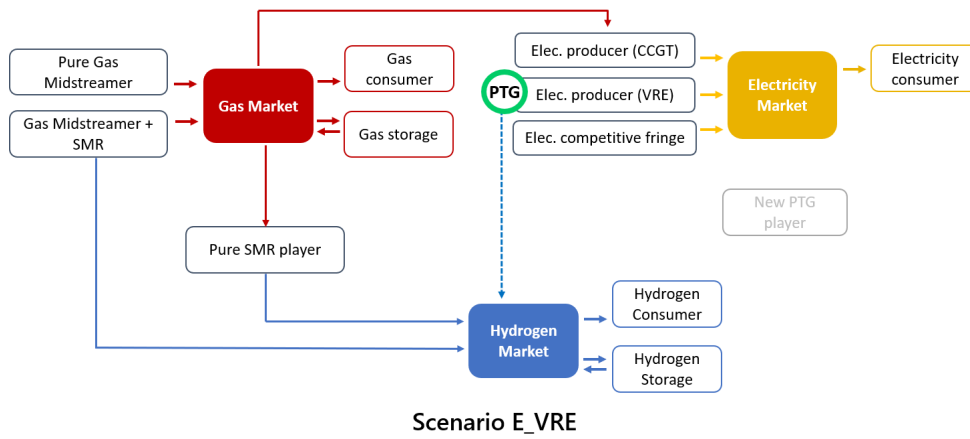 Pure Gas
Midstreamer
Gas Midstreamer +
SMR
Gas Market
Gas
consumer
Gas storage
Pure SMR player
Elec. producer (CCGT)
PTG
Elec. producer (VRE)
Elec. competitive fringe
Electricity
Market
Electricity
consumer
New PTG
player
Hydrogen
Market
Hydrogen
Consumer
Hydrogen
Storage
Scenario E_VRE